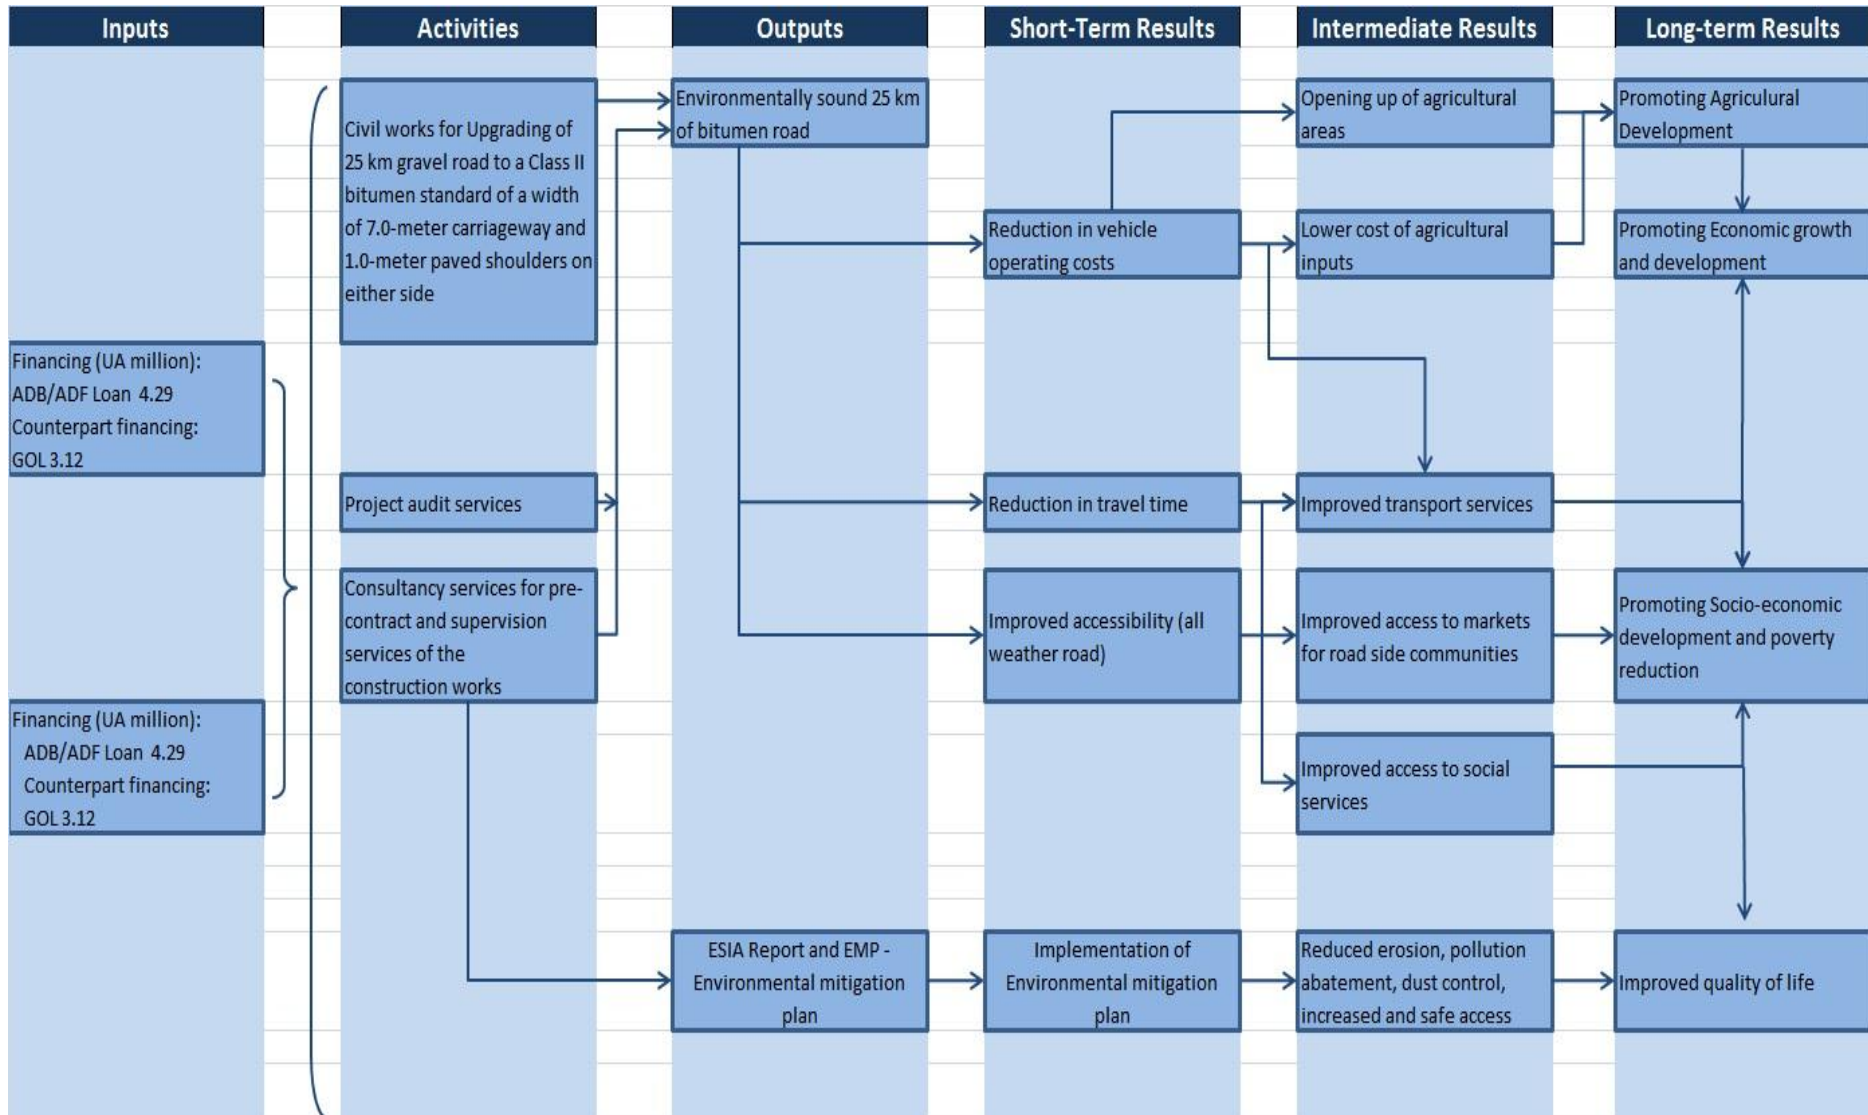 Inputs
Activities
Outputs
Short-Term Results
Intermediate Results
Long-term Results
Financing (UA million):
ADB/ADF Loan 4.29
Counterpart financing:
GOL 3.12
Financing (UA million):
ADB/ADF Loan 4.29
Counterpart financing:
GOL 3.12
Civil works for Upgrading of
25 km gravel road to a Class II
bitumen standard of a width
of 7.0-meter carriageway and
1.0-meter paved shoulders on
either side
Project audit services
Consultancy services for pre-
contract and supervision
services of the
construction works
Environmentally sound 25 km
of bitumen road
ESIA Report and EMP -
Environmental mitigation
plan
Reduction in vehicle
operating costs
Reduction in travel time
Improved accessibility (all
weather road)
Implementation of
Environmental mitigation
plan
Opening up of agricultural
areas
Lower cost of agricultural
inputs
Improved transport services
Improved access to markets
for road side communities
Improved access to social
services
Reduced erosion, pollution
abatement, dust control,
increased and safe access
Promoting Agriculural
Development
Promoting Economic growth
and development
Promoting Socio-economic
development and poverty
reduction
Improved quality of life